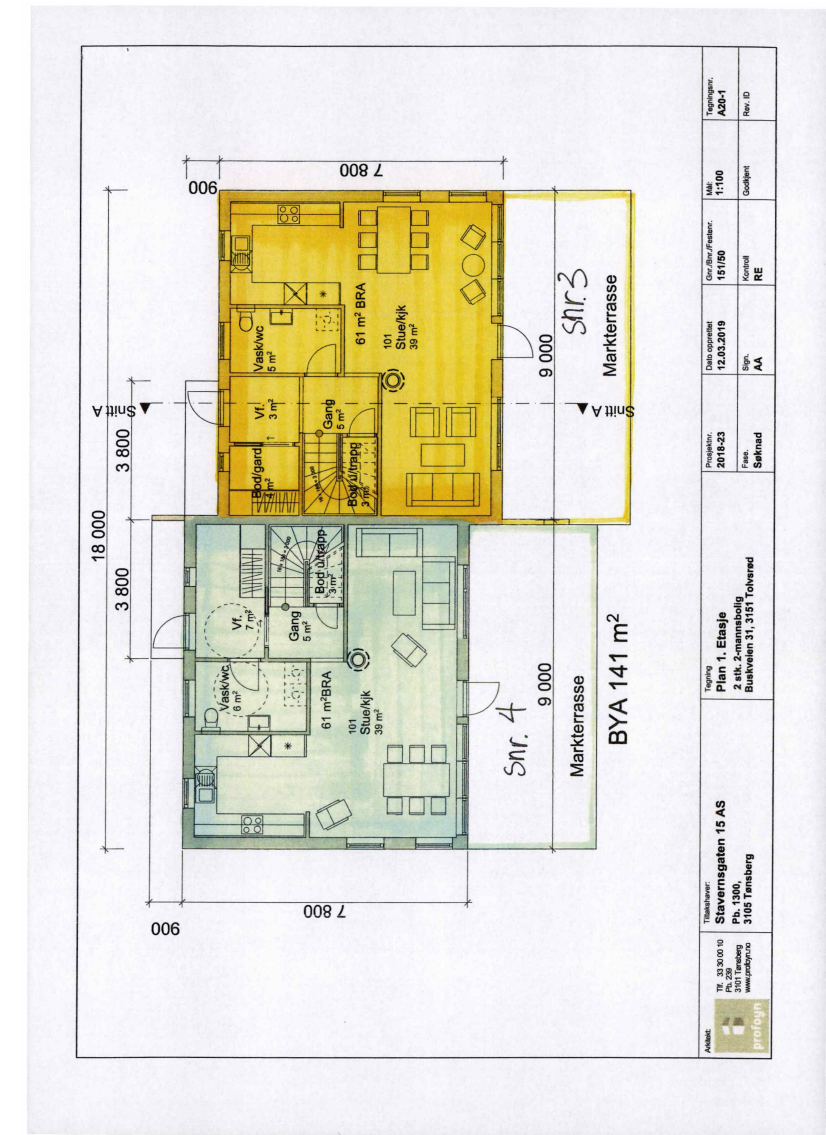 18 000
3 800
3 800
900
7 800
900
7 800
Snitt A
Snitt A
Vf.
7 m²
Gang
5 m²
Bod u/trapp
3 m²
Vask/wc
6 m²
61 m²BRA
101
Stue/kjk
39 m²
Bod/gard
4 m²
Vf.
3 m²
Gang
5 m²
Bod u/trapp
3 m²
Vask/wc
5 m²
61 m² BRA
101
Stue/kjk
39 m²
Snr. 4
9 000
Markterrasse
Snr. 3
9 000
Markterrasse
BYA 141 m²
Arkitekt:
profoyn
Tlf. 33 30 00 10
Pb. 239
3101 Tønsberg
www.profoyn.no
Tiltakshaver:
Stavernsgaten 15 AS
Pb. 1300,
3105 Tønsberg
Tegning
Plan 1. Etasje
2 stk. 2-mannsbolig
Buskveien 31, 3151 Tolvsrød
Prosjektnr.
2018-23
Fase.
Søknad
Dato opprettet
12.03.2019
Sign.
AA
Gnr./Bnr./Festenr.
151/50
Kontroll
RE
Mål:
1:100
Godkjent
Tegningsnr.
A20-1
Rev. ID